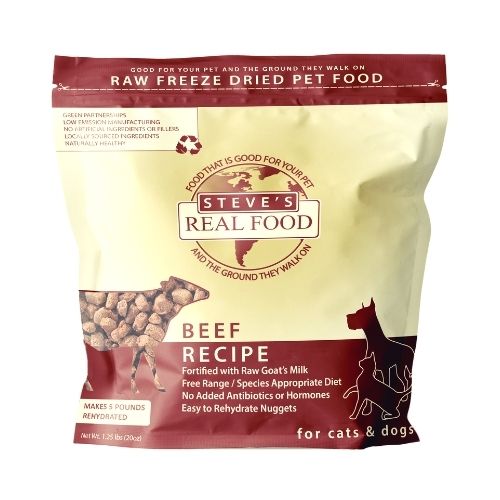 GOOD FOR YOUR PET AND THE GROUND THEY WALK ON
RAW FREEZE DRIED PET FOOD
GREEN PARTNERSHIPS
LOW EMISSION MANUFACTURING
NO ARTIFICIAL INGREDIENTS OR FILLERS
LOCALLY SOURCED INGREDIENTS
NATURALLY HEALTHY
FOOD THAT IS GOOD FOR YOUR PET
STEVE'S
REAL FOOD
AND THE GROUND THEY WALK ON
BEEF
RECIPE
Fortified with Raw Goat's Milk
Free Range / Species Appropriate Diet
No Added Antibiotics or Hormones
Easy to Rehydrate Nuggets
MAKES 5 POUNDS
REHYDRATED
Net Wt. 1.25 lbs (20oz)
for cats & dogs